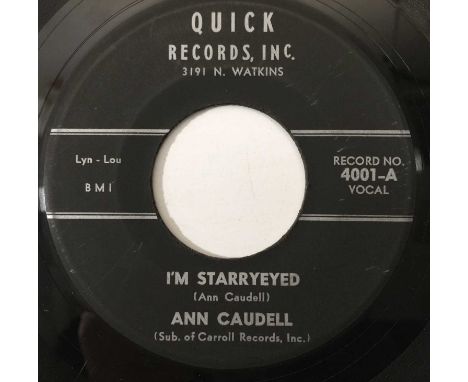 QUICK
RECORDS, INC.
3191 N. WATKINS
Lyn - Lou
BMI
RECORD NO.
4001-A
VOCAL
I'M STARRYEYED
(Ann Caudell)
ANN CAUDELL
(Sub. of Carroll Records, Inc.)